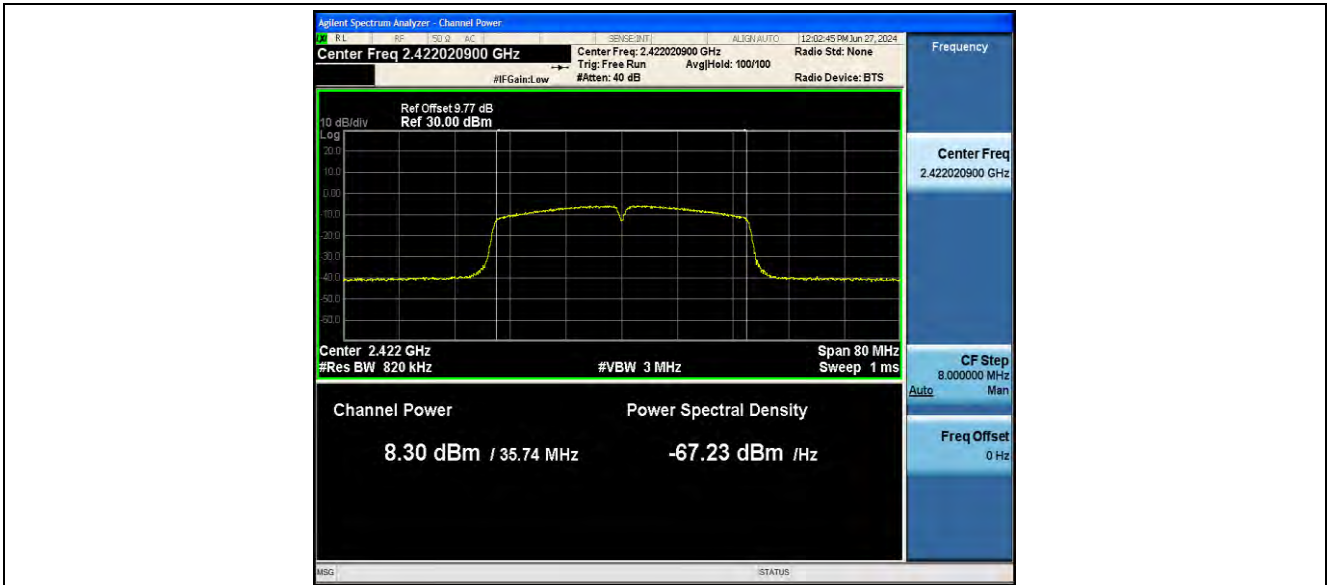 Agilent Spectrum Analyzer - Channel Power
RL RF 50 Ω AC SENSE:INT ALIGN AUTO 12:02:45 PM Jun 27, 2024
Center Freq 2.422020900 GHz
Center Freq: 2.422020900 GHz Radio Std: None
Trig: Free Run Avg|Hold: 100/100
#IFGain:Low #Atten: 40 dB Radio Device: BTS
Frequency
Ref Offset 9.77 dB
10 dB/div Ref 30.00 dBm
Log
20.0
10.0
0.00
-10.0
-20.0
-30.0
-40.0
-50.0
-60.0
Center Freq
2.422020900 GHz
Center 2.422 GHz Span 80 MHz
#Res BW 820 kHz #VBW 3 MHz Sweep 1 ms
CF Step
8.000000 MHz
Auto Man
Channel Power Power Spectral Density
8.30 dBm / 35.74 MHz -67.23 dBm /Hz
Freq Offset
0 Hz
MSG STATUS